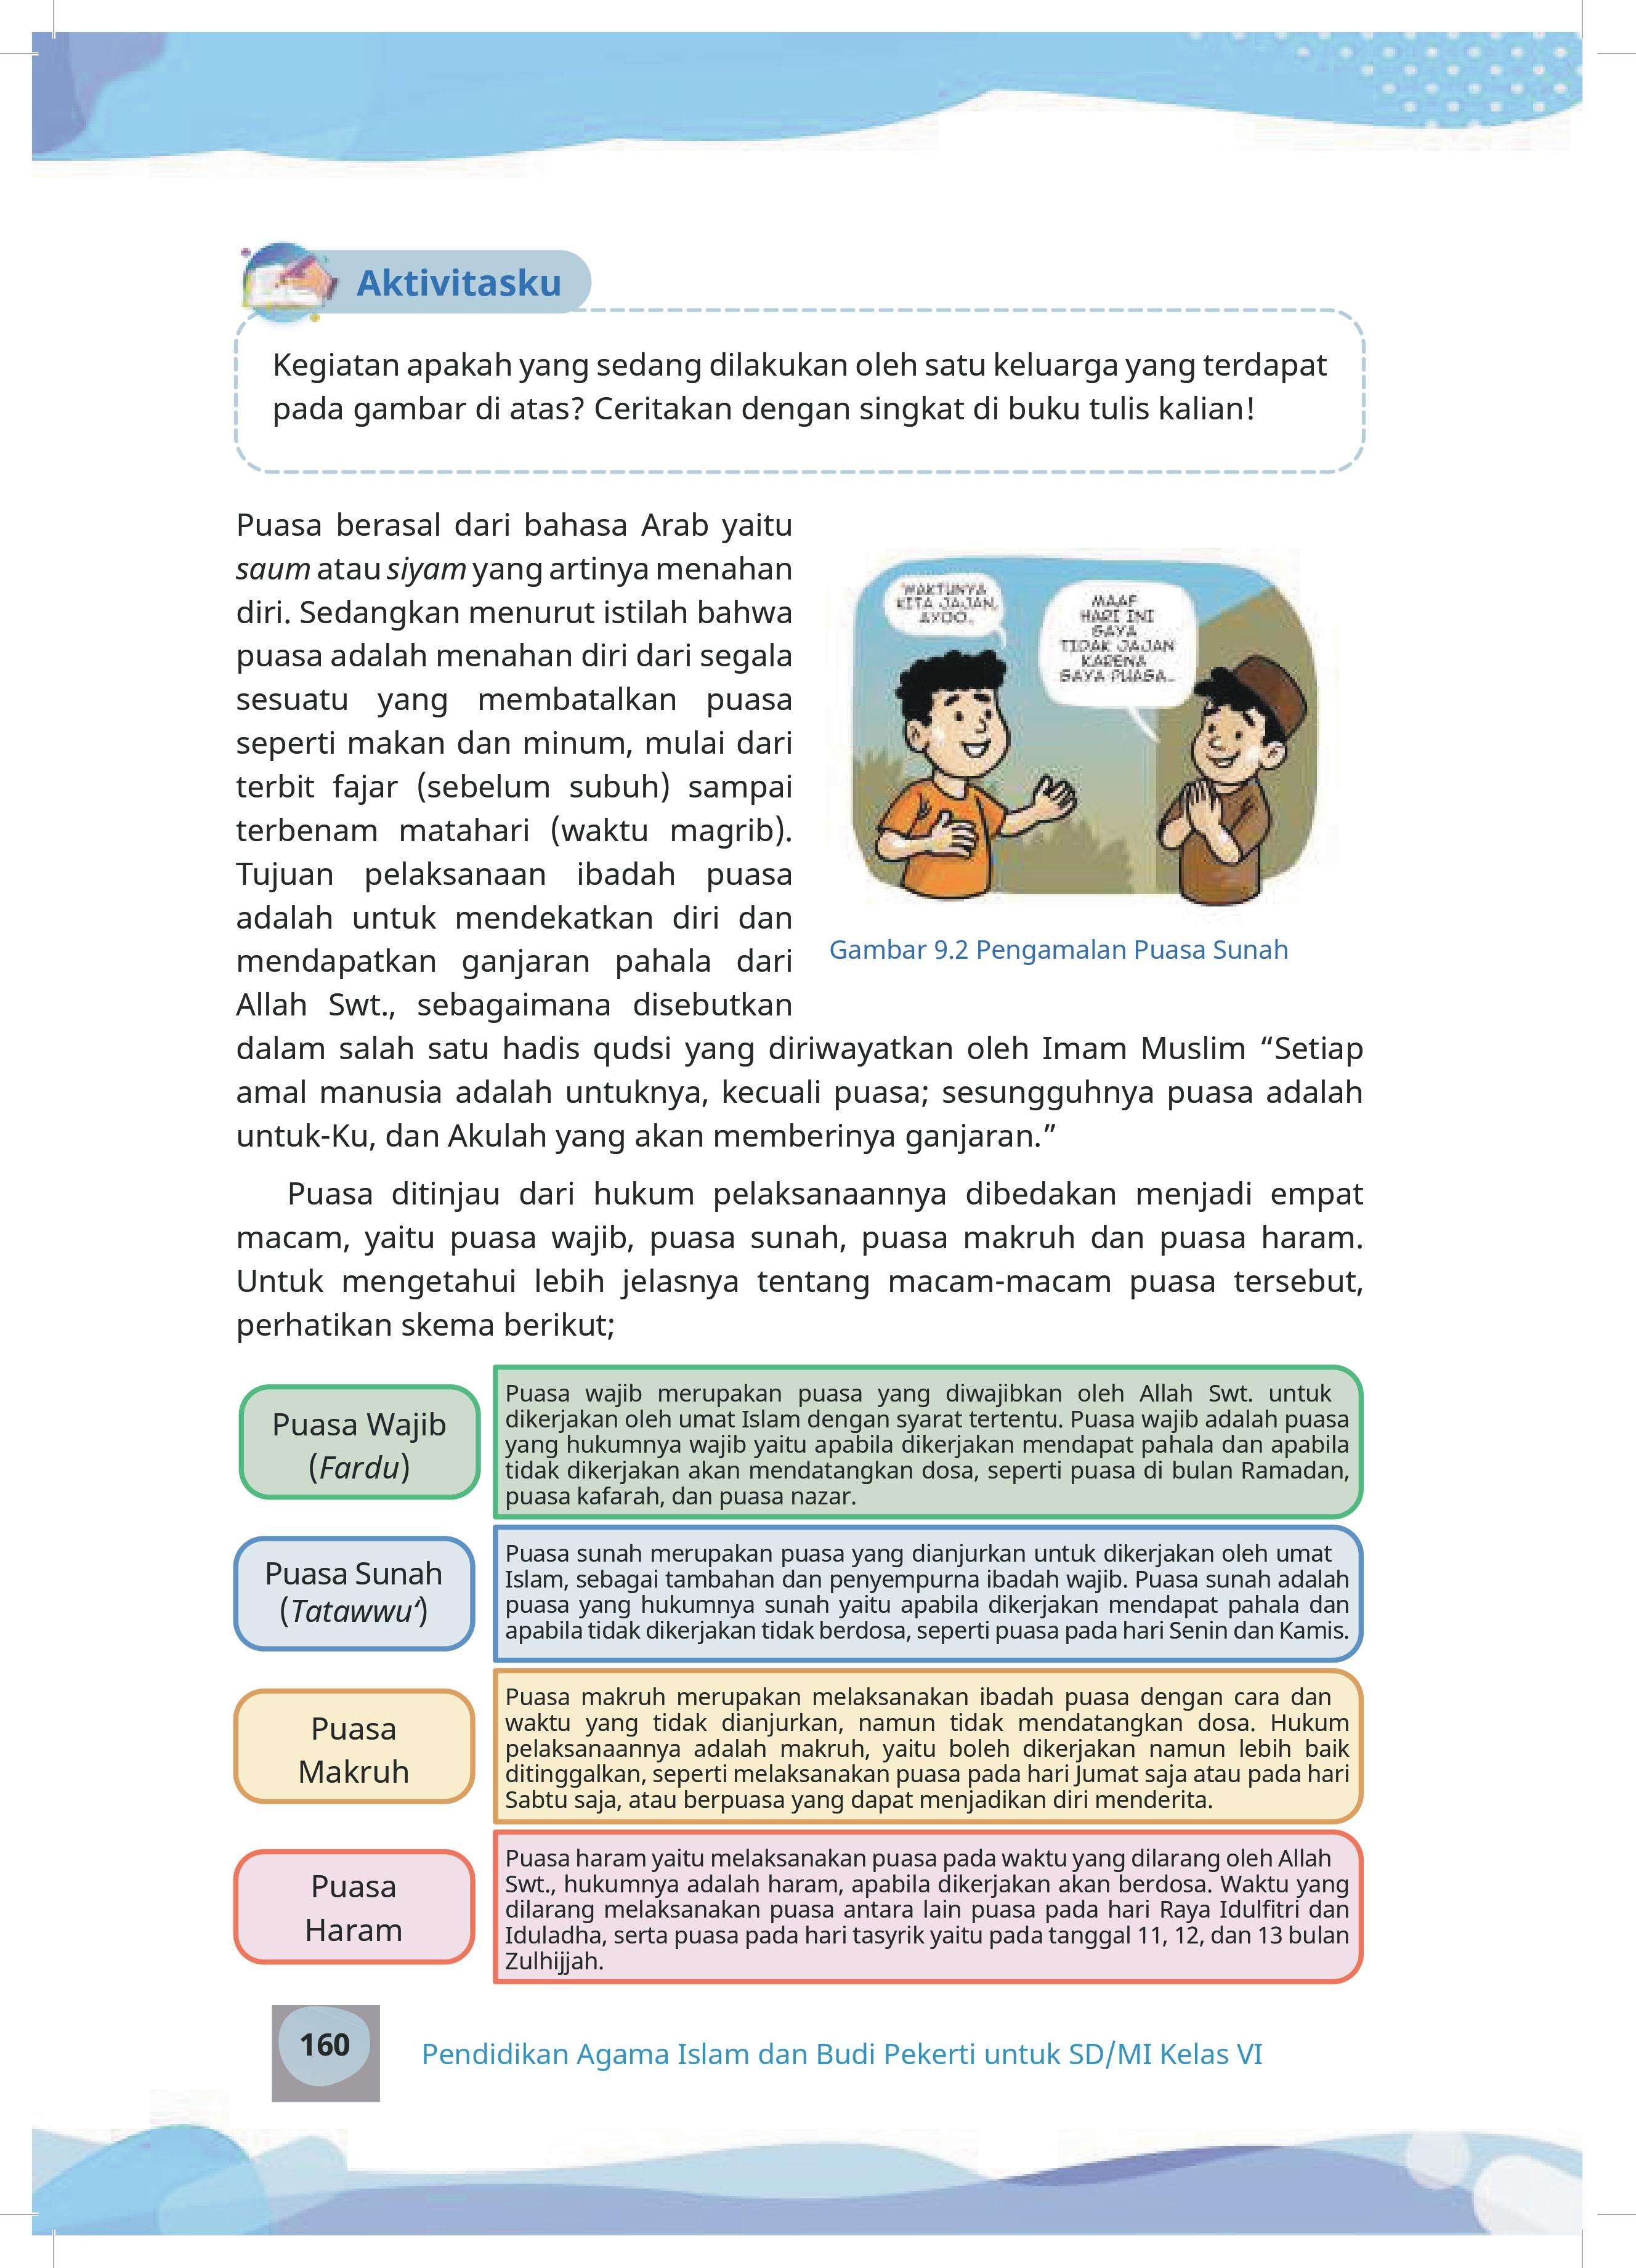 Aktivitasku
Kegiatan apakah yang sedang dilakukan oleh satu keluarga yang terdapat
pada gambar di atas? Ceritakan dengan singkat di buku tulis kalian!
Puasa berasal dari bahasa Arab yaitu
saum atau siyam yang artinya menahan
diri. Sedangkan menurut istilah bahwa
puasa adalah menahan diri dari segala
sesuatu yang membatalkan puasa
seperti makan dan minum, mulai dari
terbit fajar (sebelum subuh) sampai
terbenam matahari (waktu magrib).
Tujuan pelaksanaan ibadah puasa
adalah untuk mendekatkan diri dan
mendapatkan ganjaran pahala dari
Allah Swt., sebagaimana disebutkan
WAKTUNYA
KITA JAJAN,
AYOO..
MAAF
HARI INI
SAYA
TIDAK JAJAN
KARENA
SAYA PUASA..
Gambar 9.2 Pengamalan Puasa Sunah
dalam salah satu hadis qudsi yang diriwayatkan oleh Imam Muslim “Setiap
amal manusia adalah untuknya, kecuali puasa; sesungguhnya puasa adalah
untuk-Ku, dan Akulah yang akan memberinya ganjaran.”
Puasa ditinjau dari hukum pelaksanaannya dibedakan menjadi empat
macam, yaitu puasa wajib, puasa sunah, puasa makruh dan puasa haram.
Untuk mengetahui lebih jelasnya tentang macam-macam puasa tersebut,
perhatikan skema berikut;
Puasa Wajib
(Fardu)
Puasa wajib merupakan puasa yang diwajibkan oleh Allah Swt. untuk
dikerjakan oleh umat Islam dengan syarat tertentu. Puasa wajib adalah puasa
yang hukumnya wajib yaitu apabila dikerjakan mendapat pahala dan apabila
tidak dikerjakan akan mendatangkan dosa, seperti puasa di bulan Ramadan,
puasa kafarah, dan puasa nazar.
Puasa Sunah
(Tatawwu‘)
Puasa sunah merupakan puasa yang dianjurkan untuk dikerjakan oleh umat
Islam, sebagai tambahan dan penyempurna ibadah wajib. Puasa sunah adalah
puasa yang hukumnya sunah yaitu apabila dikerjakan mendapat pahala dan
apabila tidak dikerjakan tidak berdosa, seperti puasa pada hari Senin dan Kamis.
Puasa
Makruh
Puasa makruh merupakan melaksanakan ibadah puasa dengan cara dan
waktu yang tidak dianjurkan, namun tidak mendatangkan dosa. Hukum
pelaksanaannya adalah makruh, yaitu boleh dikerjakan namun lebih baik
ditinggalkan, seperti melaksanakan puasa pada hari Jumat saja atau pada hari
Sabtu saja, atau berpuasa yang dapat menjadikan diri menderita.
Puasa
Haram
Puasa haram yaitu melaksanakan puasa pada waktu yang dilarang oleh Allah
Swt., hukumnya adalah haram, apabila dikerjakan akan berdosa. Waktu yang
dilarang melaksanakan puasa antara lain puasa pada hari Raya Idulfitri dan
Iduladha, serta puasa pada hari tasyrik yaitu pada tanggal 11, 12, dan 13 bulan
Zulhijjah.
160
Pendidikan Agama Islam dan Budi Pekerti untuk SD/MI Kelas VI